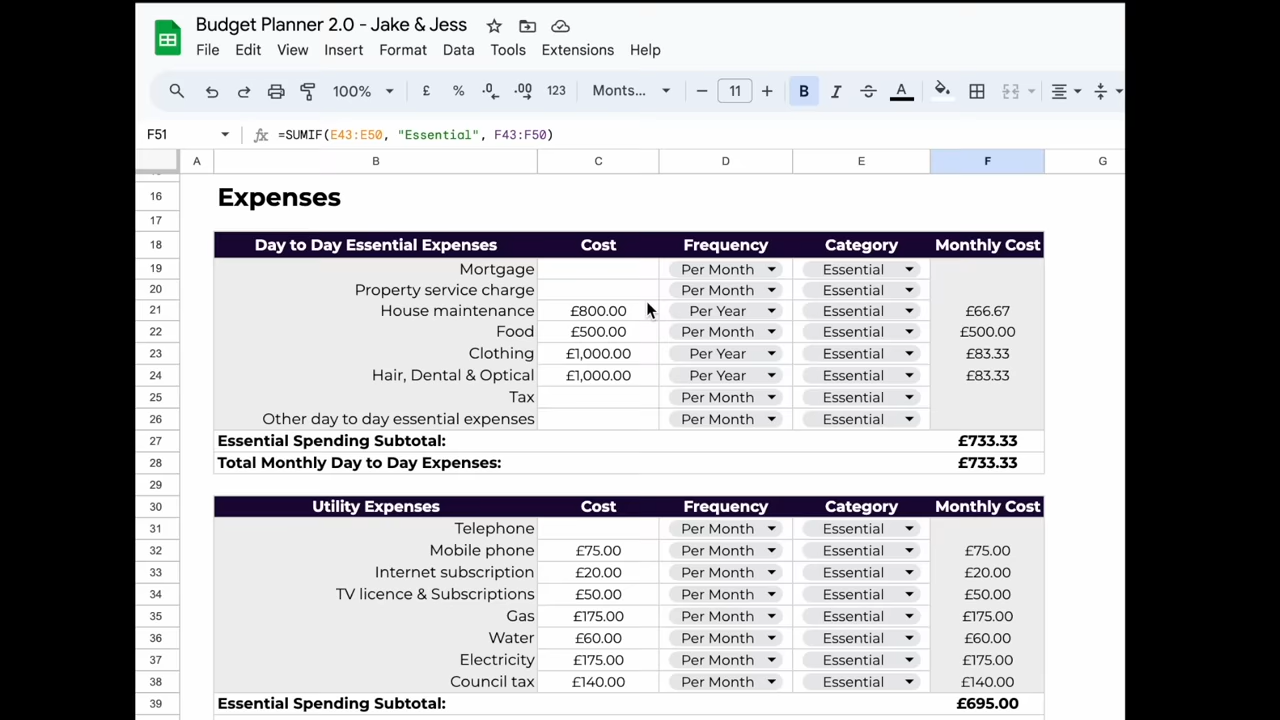 Budget Planner 2.0 - Jake & Jess
File Edit View Insert Format Data Tools Extensions Help
100% £ % .0 .00 123 Monts... 11 B I S A
F51 fx =SUMIF(E43:E50, "Essential", F43:F50)
A B C D E F G
16 Expenses
17
18 Day to Day Essential Expenses Cost Frequency Category Monthly Cost
19 Mortgage Per Month Essential
20 Property service charge Per Month Essential
21 House maintenance £800.00 Per Year Essential £66.67
22 Food £500.00 Per Month Essential £500.00
23 Clothing £1,000.00 Per Year Essential £83.33
24 Hair, Dental & Optical £1,000.00 Per Year Essential £83.33
25 Tax Per Month Essential
26 Other day to day essential expenses Per Month Essential
27 Essential Spending Subtotal: £733.33
28 Total Monthly Day to Day Expenses: £733.33
29
30 Utility Expenses Cost Frequency Category Monthly Cost
31 Telephone Per Month Essential
32 Mobile phone £75.00 Per Month Essential £75.00
33 Internet subscription £20.00 Per Month Essential £20.00
34 TV licence & Subscriptions £50.00 Per Month Essential £50.00
35 Gas £175.00 Per Month Essential £175.00
36 Water £60.00 Per Month Essential £60.00
37 Electricity £175.00 Per Month Essential £175.00
38 Council tax £140.00 Per Month Essential £140.00
39 Essential Spending Subtotal: £695.00